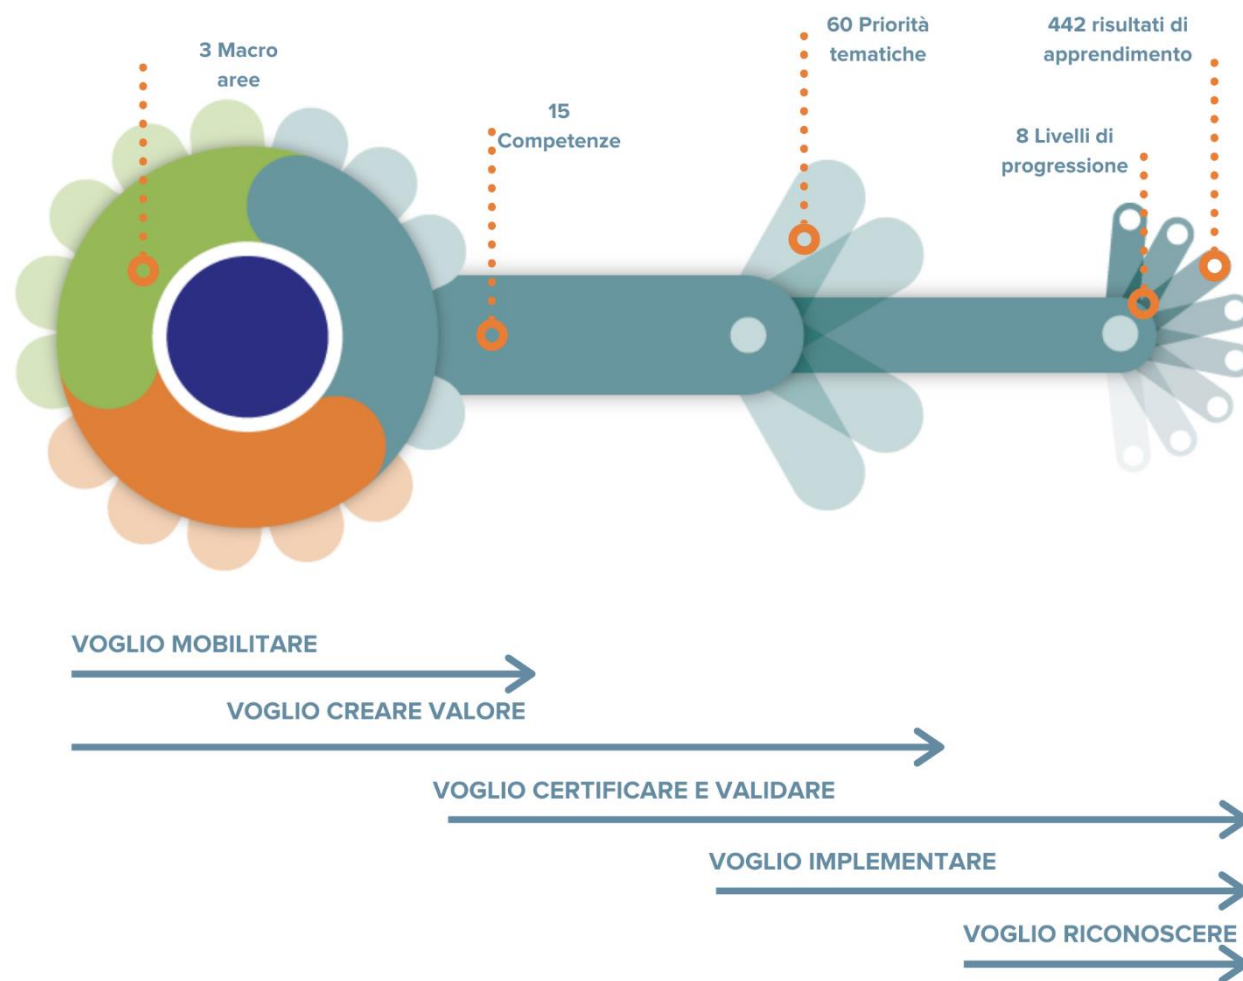 3 Macro
aree
15
Competenze
60 Priorità
tematiche
442 risultati di
apprendimento
8 Livelli di
progressione
VOGLIO MOBILITARE
VOGLIO CREARE VALORE
VOGLIO CERTIFICARE E VALIDARE
VOGLIO IMPLEMENTARE
VOGLIO RICONOSCERE